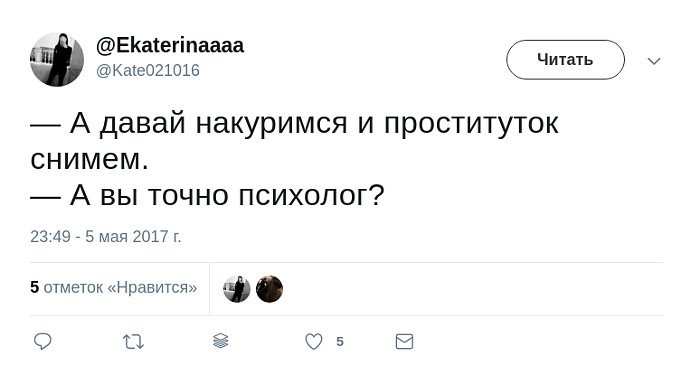 @Ekaterinaaaa
@Kate021016
Читать
— А давай накуримся и проституток
снимем.
— А вы точно психолог?
23:49 - 5 мая 2017 г.
5 отметок «Нравится»
5